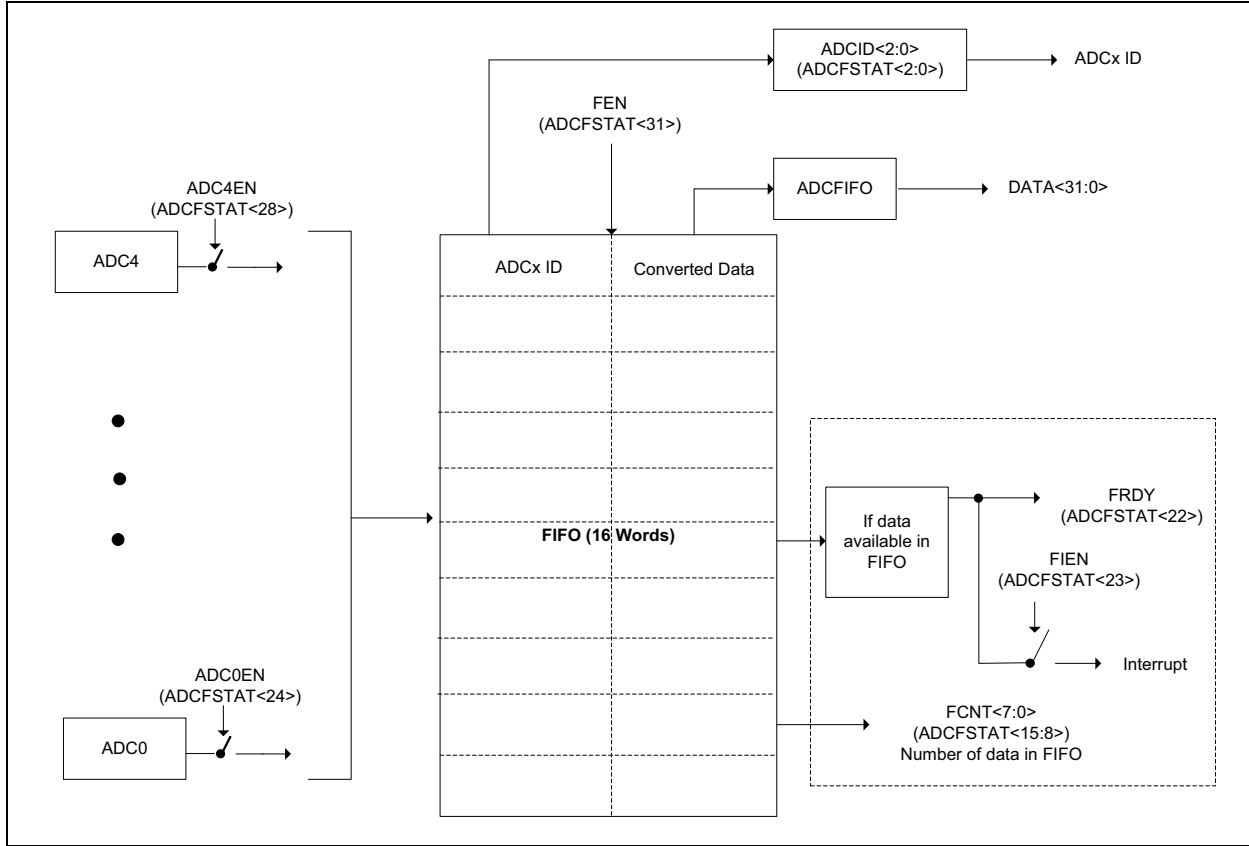 ADCID<2:0>
(ADCFSTAT<2:0>)
ADCx ID
FEN
(ADCFSTAT<31>)
ADCFIFO
DATA<31:0>
ADC4EN
(ADCFSTAT<28>)
ADC4
ADCx ID
Converted Data
FIFO (16 Words)
If data
available in
FIFO
FRDY
(ADCFSTAT<22>)
FIEN
(ADCFSTAT<23>)
Interrupt
ADC0EN
(ADCFSTAT<24>)
ADC0
FCNT<7:0>
(ADCFSTAT<15:8>)
Number of data in FIFO